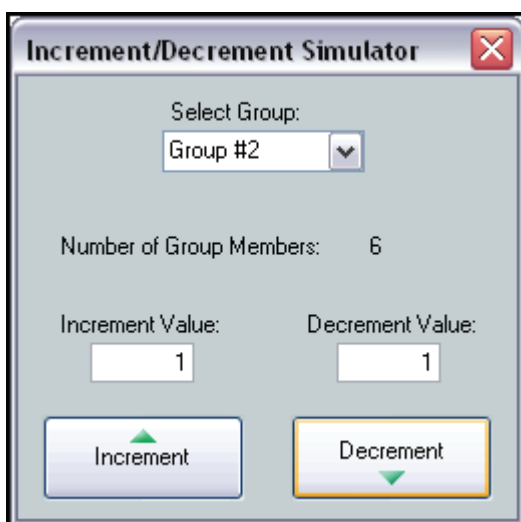 Increment/Decrement Simulator
Select Group:
Group #2
Number of Group Members: 6
Increment Value: Decrement Value:
1 1
Increment Decrement